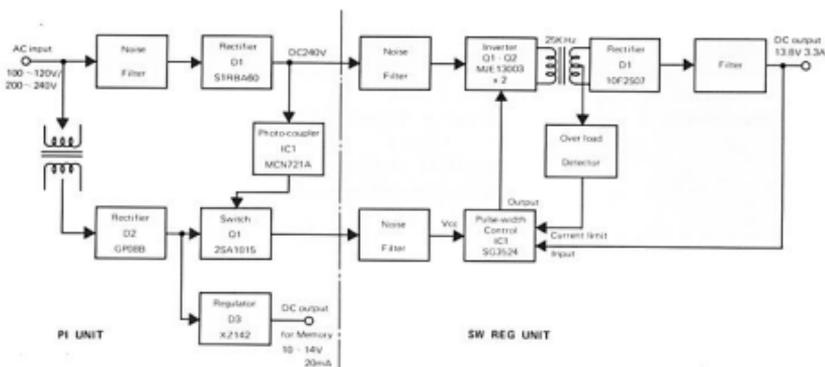 AC input
100 ~ 120V/
200 ~ 240V
Noise
Filter
Rectifier
D1
S1RBA60
DC240V
Noise
Filter
Inverter
Q1 - Q2
MJE13003
x 2
25KHz
Rectifier
D1
10F2507
Filter
DC output
13.8V 3.3A
Photo-coupler
IC1
MCN721A
Over load
Detector
Rectifier
D2
GP08B
Switch
Q1
2SA1015
Noise
Filter
Vcc
Output
Pulse-width
Control
IC1
SG3524
Current limit
Input
Regulator
D3
X2142
DC output
for Memory
10 ~ 14V
20mA
PI UNIT
SW REG UNIT